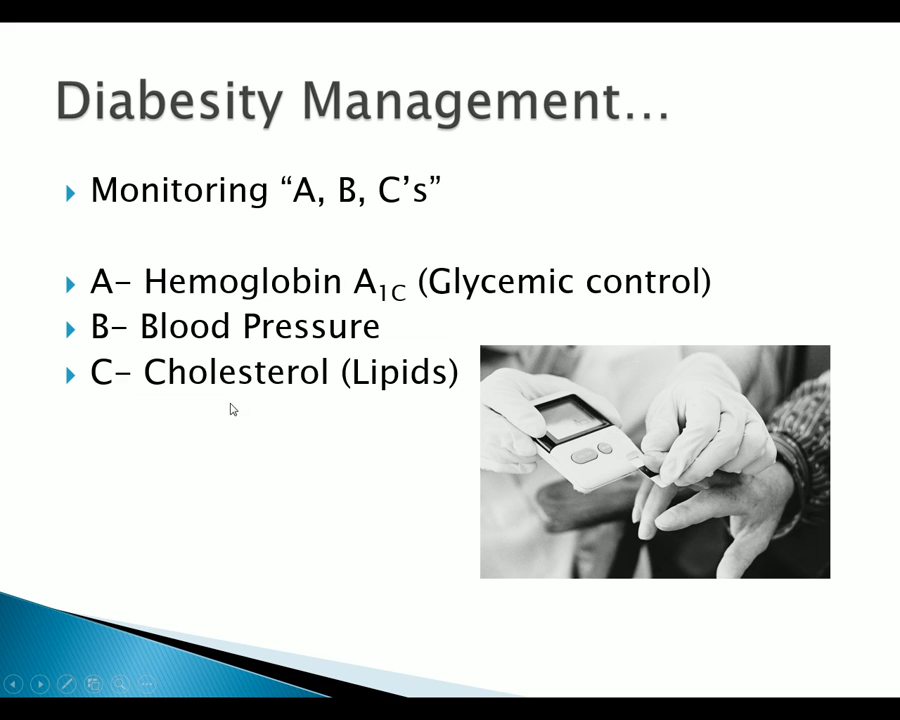 Diabesity Management…
Monitoring “A, B, C’s”
A- Hemoglobin A1C (Glycemic control)
B- Blood Pressure
C- Cholesterol (Lipids)